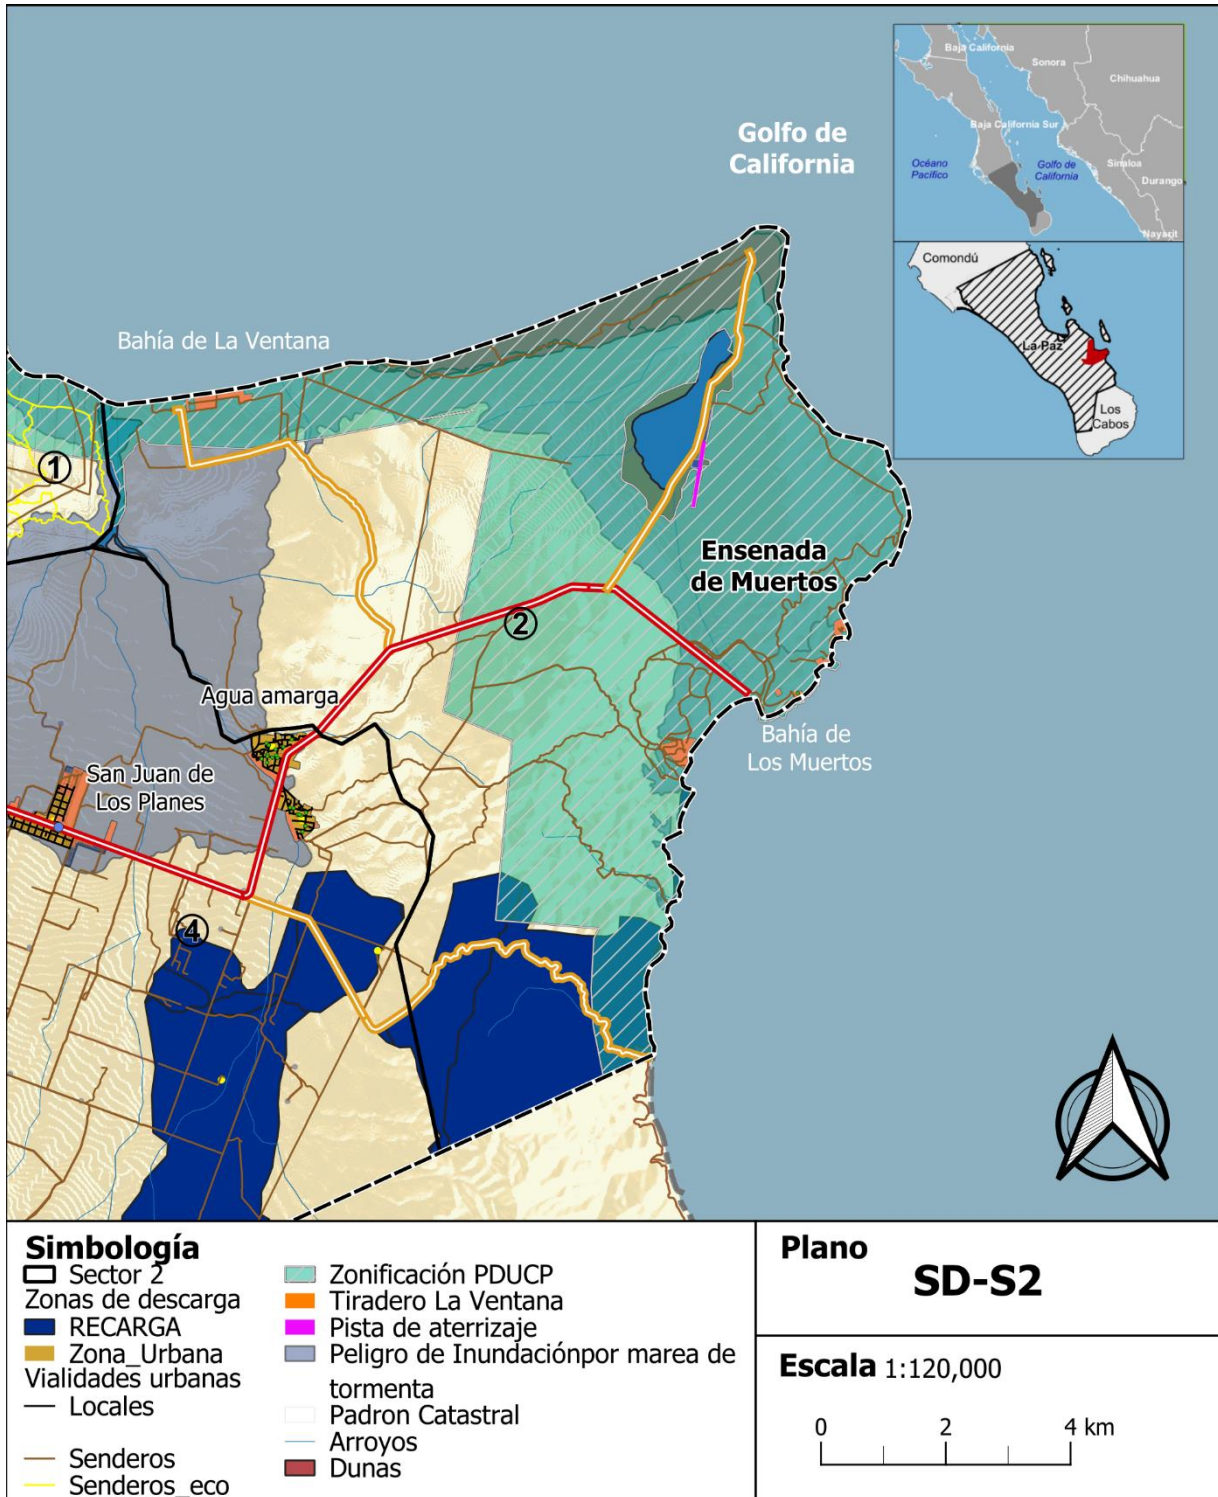 Baja California
Sonora
Chihuahua
Baja California Sur
Océano
Pacífico
Golfo de
California
Sinaloa
Durango
Nayarit
Golfo de
California
Comondú
La Paz
Los
Cabos
Bahía de La Ventana
1
Ensenada
de Muertos
2
Agua amarga
Bahía de
Los Muertos
San Juan de
Los Planes
4
Simbología
Sector 2
Zonas de descarga
RECARGA
Zona_Urbana
Vialidades urbanas
Locales
Senderos
Senderos_eco
Zonificación PDUCP
Tiradero La Ventana
Pista de aterrizaje
Peligro de Inundaciónpor marea de
tormenta
Padron Catastral
Arroyos
Dunas
Plano
SD-S2
Escala 1:120,000
0 2 4 km